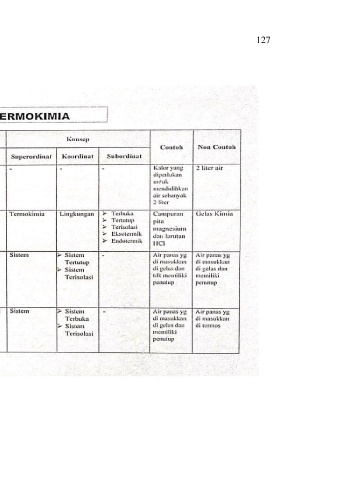 127
ERMOKIMIA
Konsep
Contoh
Non Contoh
Superordinat
Koordinat
Subordinat
-
-
-
Kalor yang
diperlukan
untuk
mendidihkan
air sebanyak
2 liter
2 liter air
Termokimia
Lingkungan
➢ Terbuka
➢ Tertutup
➢ Terisolasi
➢ Eksotermik
➢ Endotermik
Campuran
pita
magnesium
dan larutan
HCl
Gelas Kimia
Sistem
➢ Sistem
Tertutup
➢ Sistem
Terisolasi
-
Air panas yg
di masukkan
di gelas dan
tdk memiliki
penutup
Air panas yg
di masukkan
di gelas dan
memiliki
penutup
Sistem
➢ Sistem
Terbuka
➢ Sistem
Terisolasi
-
Air panas yg
di masukkan
di gelas dan
memiliki
penutup
Air panas yg
di masukkan
di termos